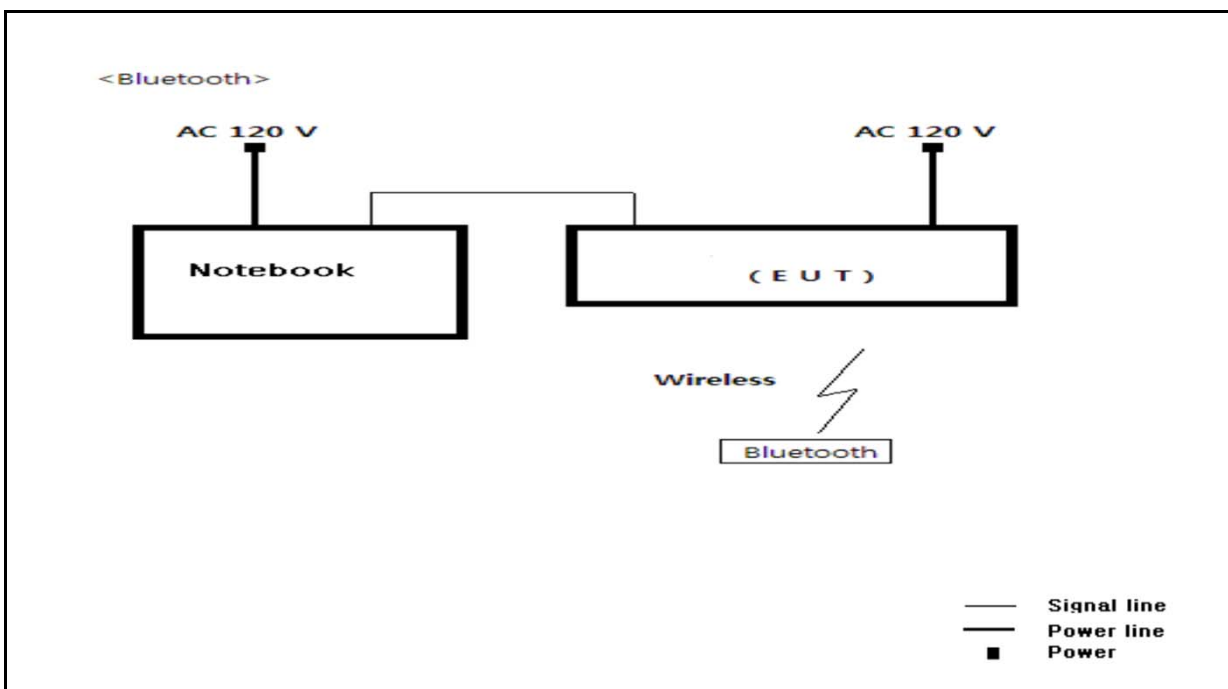 <Bluetooth>
AC 120 V
AC 120 V
Notebook
( E U T )
Wireless
Bluetooth
Signal line
Power line
Power